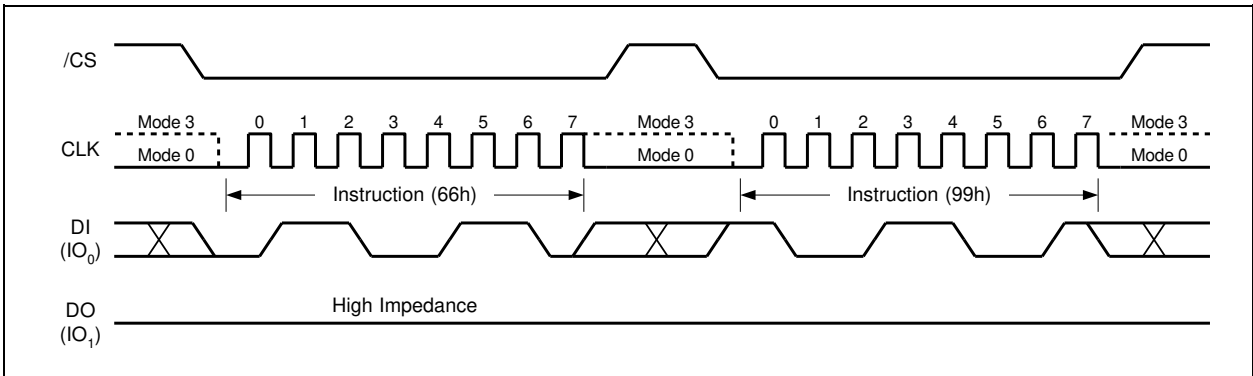 /CS
Mode 3 0 1 2 3 4 5 6 7 Mode 3 0 1 2 3 4 5 6 7 Mode 3
CLK Mode 0 Mode 0 Mode 0
Instruction (66h) Instruction (99h)
DI
(IO0)
High Impedance
DO
(IO1)